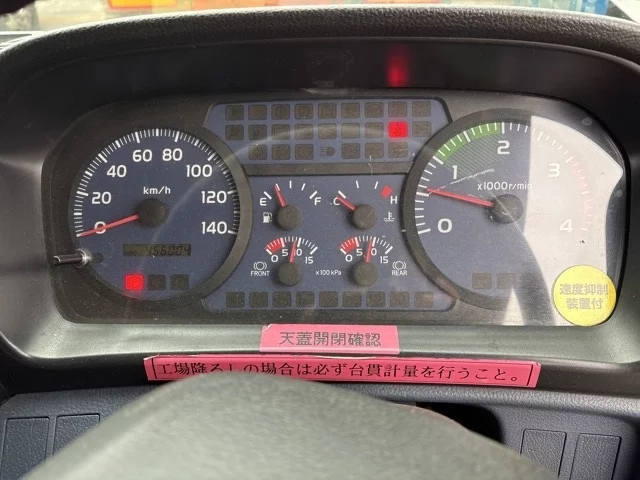 0 20 40 60 80 100 120 140
km/h
456004
E F
C H
0 5 10 15
FRONT
×100kPa
0 5 10 15
REAR
0 1 2 3 4
×1000r/min
速度抑制
装置付
天蓋開閉確認
工場降ろしの場合は必ず台貫計量を行うこと。